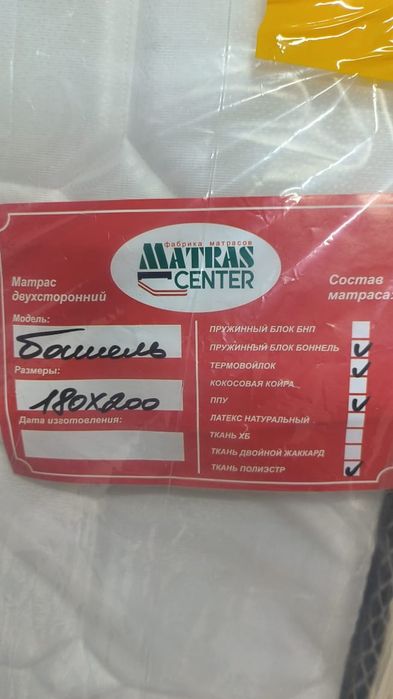 фабрика матрасов
MATRAS
CENTER
Матрас
двухсторонний
Модель:
Боннель
Размеры:
180х200
Дата изготовления:
Состав
матраса:
ПРУЖИННЫЙ БЛОК БНП
ПРУЖИННЫЙ БЛОК БОННЕЛЬ
ТЕРМОВОЙЛОК
КОКОСОВАЯ КОЙРА
ППУ
ЛАТЕКС НАТУРАЛЬНЫЙ
ТКАНЬ ХБ
ТКАНЬ ДВОЙНОЙ ЖАККАРД
ТКАНЬ ПОЛИЭСТР